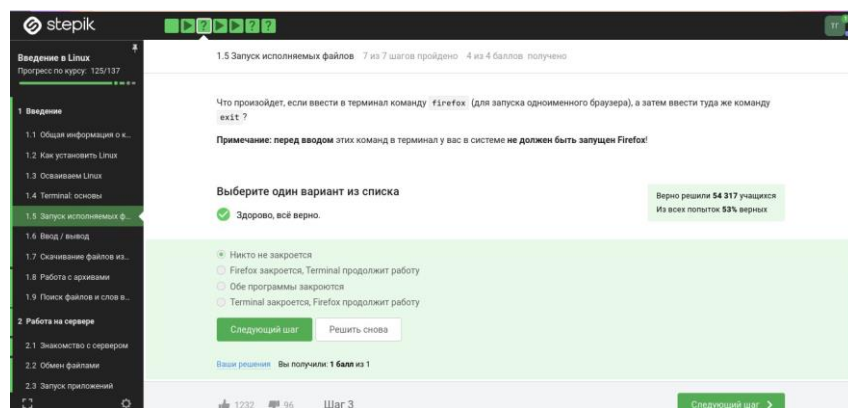 stepik
ТГ
Введение в Linux
Прогресс по курсу: 125/137
1.5 Запуск исполняемых файлов 7 из 7 шагов пройдено 4 из 4 баллов получено
1 Введение
1.1 Общая информация о к...
1.2 Как установить Linux
1.3 Осваиваем Linux
1.4 Terminal: основы
1.5 Запуск исполняемых ф...
1.6 Ввод / вывод
1.7 Скачивание файлов из...
1.8 Работа с архивами
1.9 Поиск файлов и слов в...
2 Работа на сервере
2.1 Знакомство с сервером
2.2 Обмен файлами
2.3 Запуск приложений
Что произойдет, если ввести в терминал команду firefox (для запуска одноименного браузера), а затем ввести туда же команду
exit ?
Примечание: перед вводом этих команд в терминал у вас в системе не должен быть запущен Firefox!
Выберите один вариант из списка
Здорово, всё верно.
Верно решили 54 317 учащихся
Из всех попыток 53% верных
Никто не закроется
Firefox закроется, Terminal продолжит работу
Обе программы закроются
Terminal закроется, Firefox продолжит работу
Следующий шаг
Решить снова
Ваши решения Вы получили: 1 балл из 1
1232 96 Шаг 3
Следующий шаг